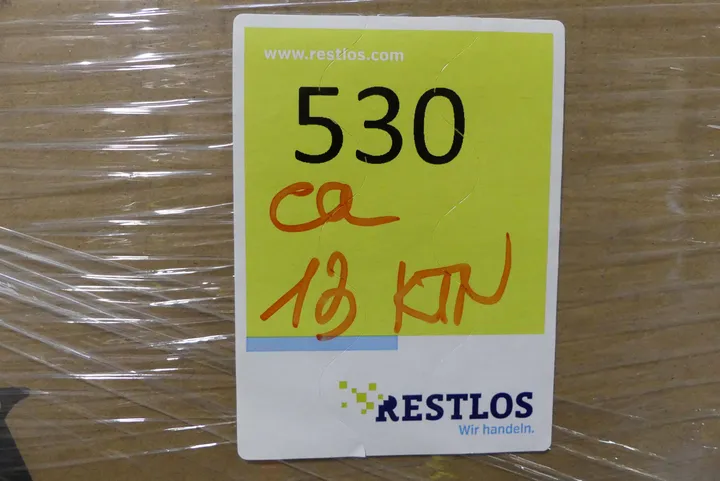 www.restlos.com
530
ca
13 KTN
RESTLOS
Wir handeln.